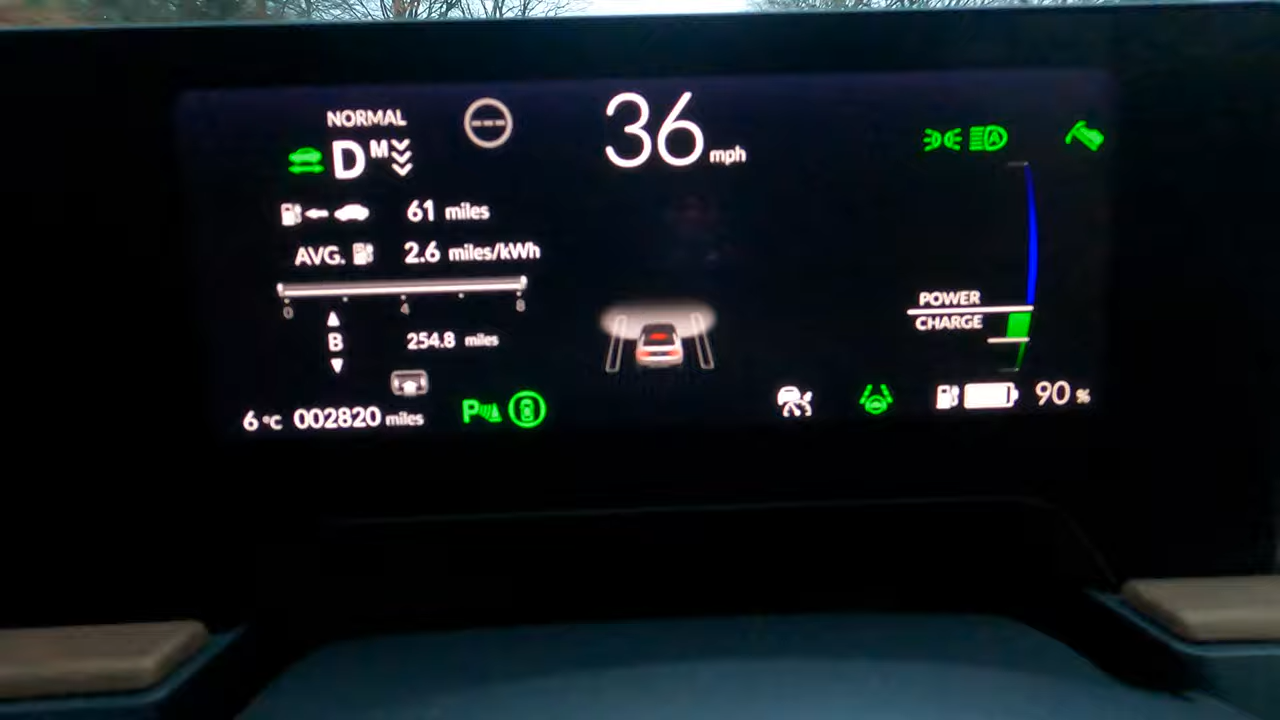 NORMAL
D M
36 mph
A
61 miles
AVG. 2.6 miles/kWh
0 4 8
POWER
CHARGE
B 254.8 miles
6 °C 002820 miles
P
90 %